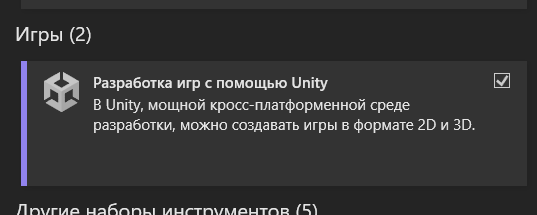 Игры (2)
Разработка игр с помощью Unity
В Unity, мощной кросс-платформенной среде
разработки, можно создавать игры в формате 2D и 3D.
Другие наборы инструментов (5)